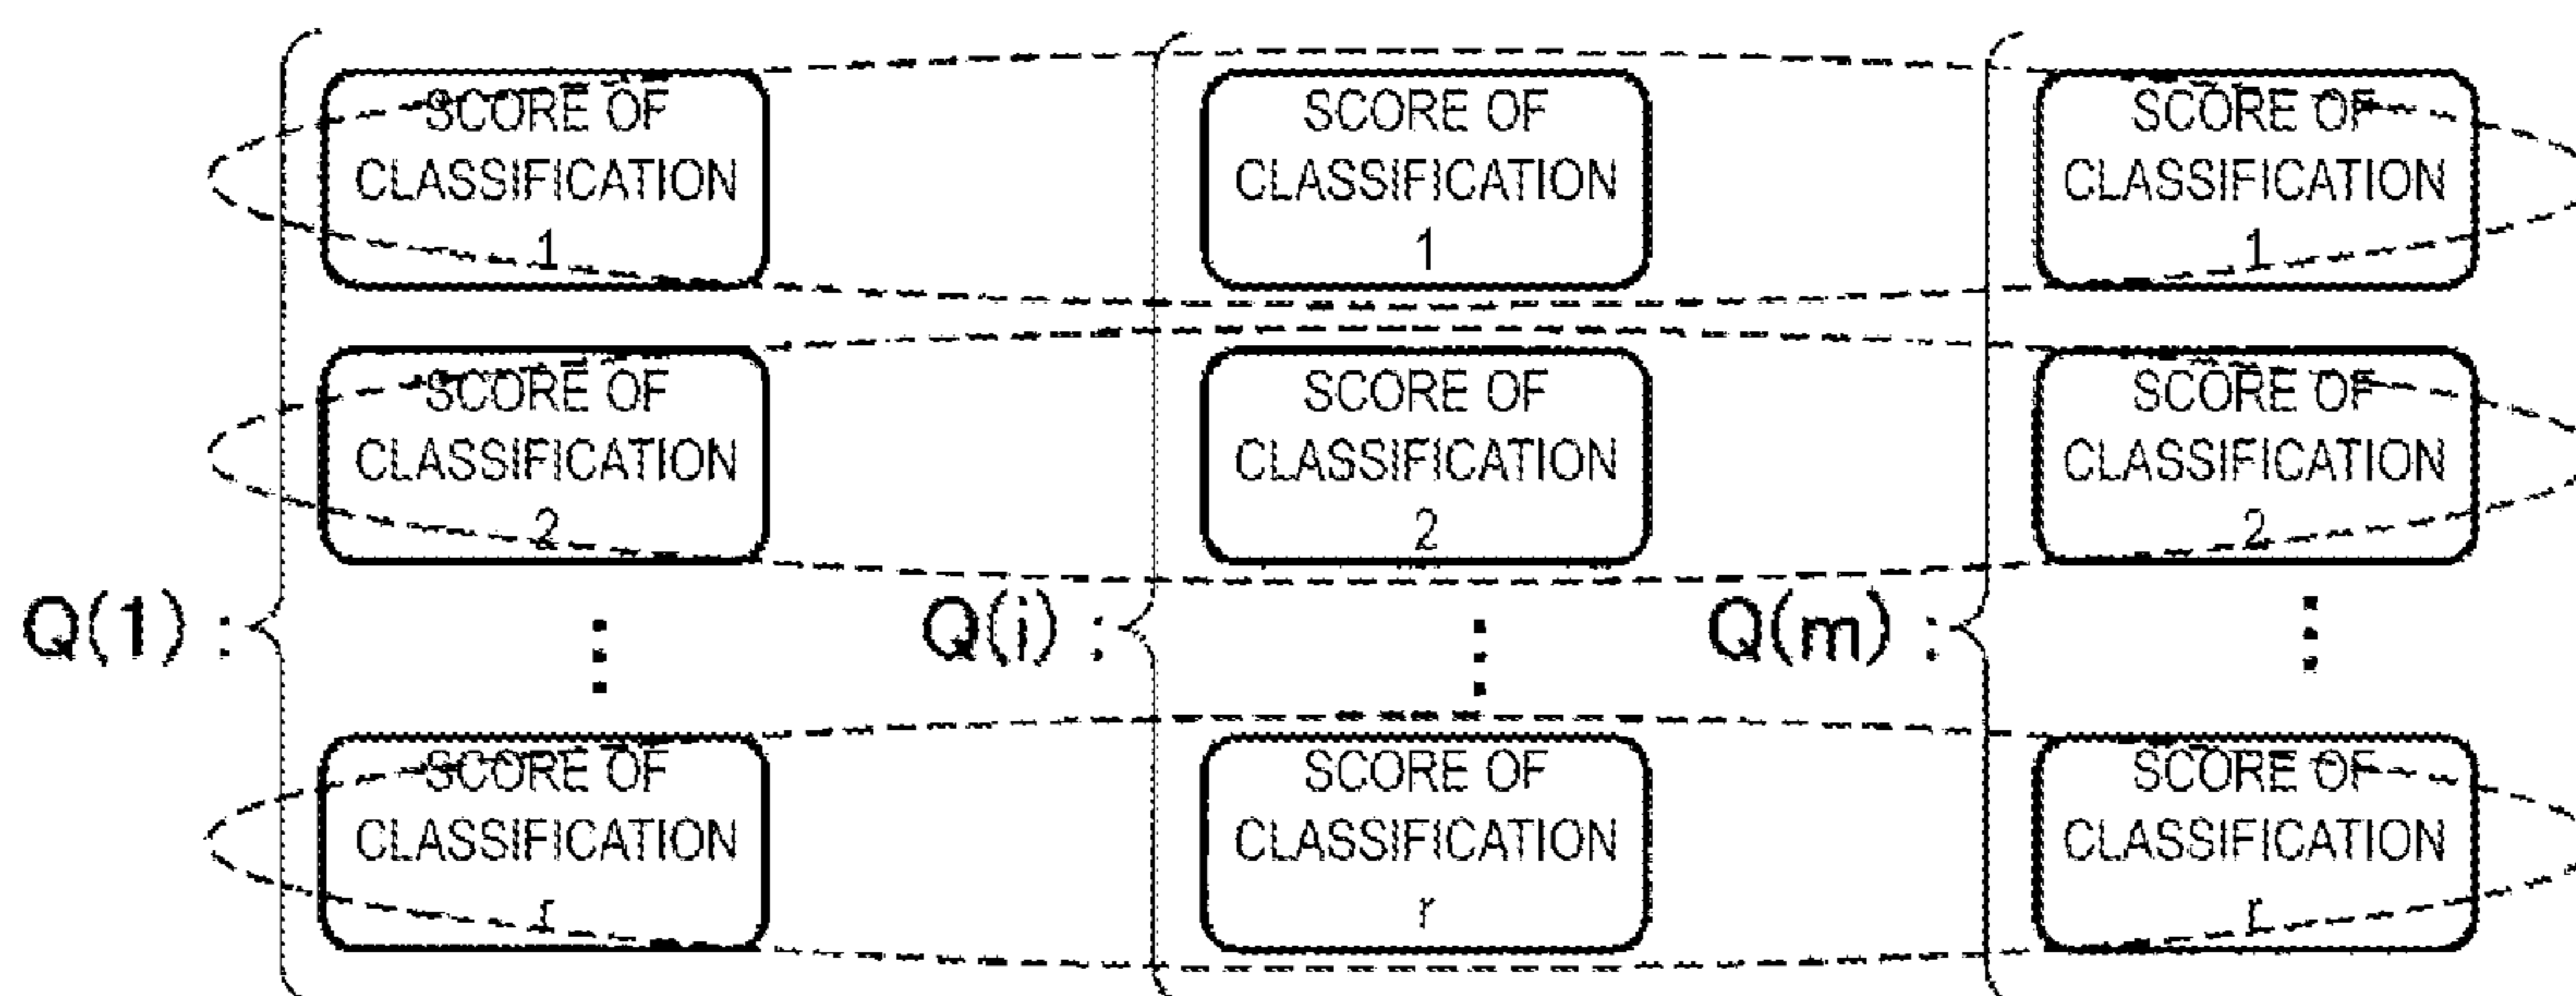 Q(1) :
SCORE OF
CLASSIFICATION
1
SCORE OF
CLASSIFICATION
2
SCORE OF
CLASSIFICATION
r
Q(i) :
SCORE OF
CLASSIFICATION
1
SCORE OF
CLASSIFICATION
2
SCORE OF
CLASSIFICATION
r
Q(m) :
SCORE OF
CLASSIFICATION
1
SCORE OF
CLASSIFICATION
2
SCORE OF
CLASSIFICATION
r